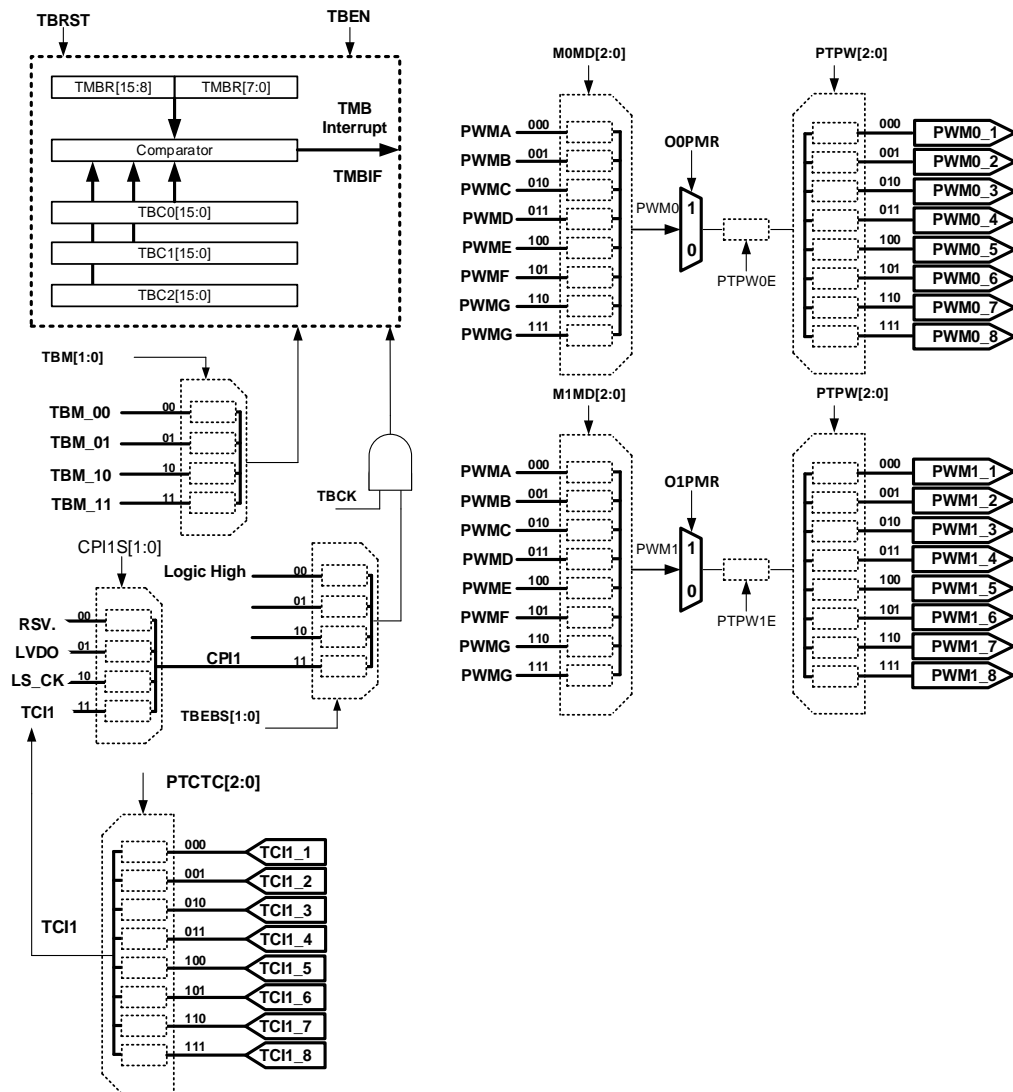 TBRST
TBEN
TMBR[15:8]
TMBR[7:0]
TMB
Interrupt
Comparator
TMBIF
TBC0[15:0]
TBC1[15:0]
TBC2[15:0]
TBM[1:0]
TBM_00
00
TBM_01
01
TBM_10
10
TBM_11
11
TBCK
CPI1S[1:0]
Logic High
00
01
10
CPI1
11
RSV.
00
LVDO
01
LS_CK
10
TCI1
11
TBEBS[1:0]
PTCTC[2:0]
TCI1
000
TCI1_1
001
TCI1_2
010
TCI1_3
011
TCI1_4
100
TCI1_5
101
TCI1_6
110
TCI1_7
111
TCI1_8
M0MD[2:0]
PWMA
000
PWMB
001
PWMC
010
PWMD
011
PWME
100
PWMF
101
PWMG
110
PWMG
111
O0PMR
PWM0
1
0
PTPW0E
PTPW[2:0]
000
PWM0_1
001
PWM0_2
010
PWM0_3
011
PWM0_4
100
PWM0_5
101
PWM0_6
110
PWM0_7
111
PWM0_8
M1MD[2:0]
PWMA
000
PWMB
001
PWMC
010
PWMD
011
PWME
100
PWMF
101
PWMG
110
PWMG
111
O1PMR
PWM1
1
0
PTPW1E
PTPW[2:0]
000
PWM1_1
001
PWM1_2
010
PWM1_3
011
PWM1_4
100
PWM1_5
101
PWM1_6
110
PWM1_7
111
PWM1_8